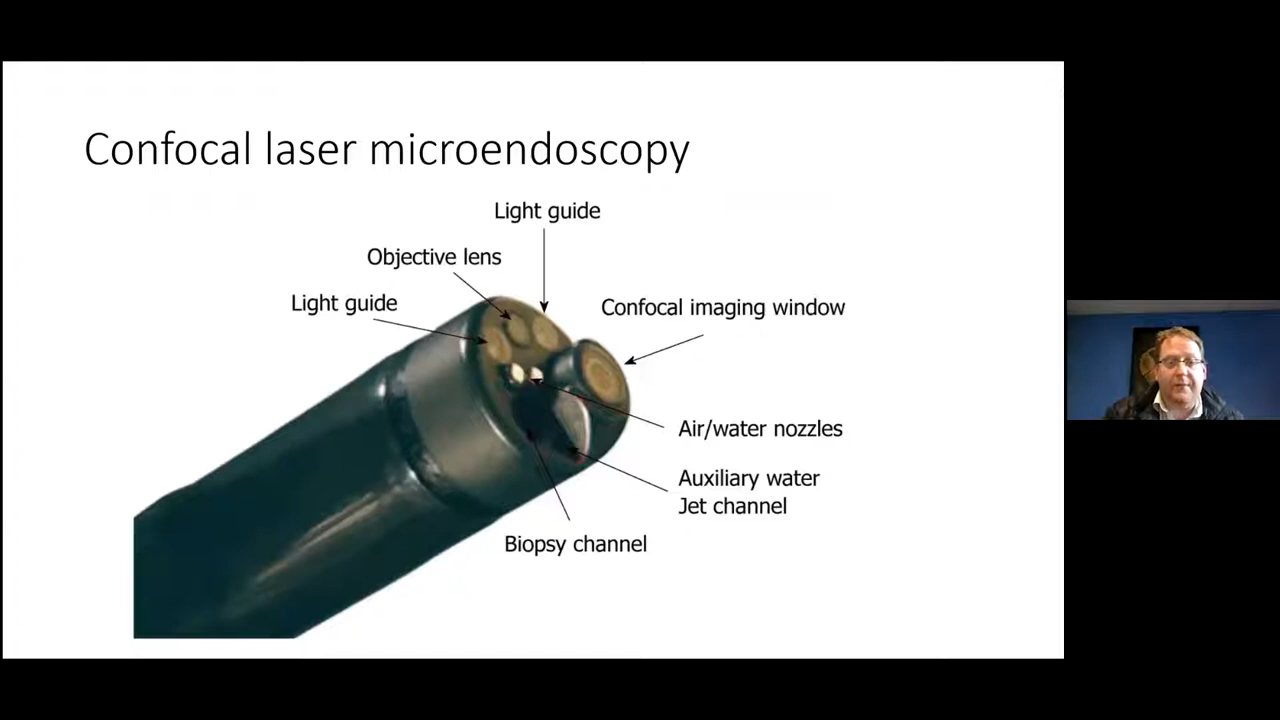 Confocal laser microendoscopy
Light guide
Objective lens
Light guide
Confocal imaging window
Air/water nozzles
Auxiliary water
Jet channel
Biopsy channel